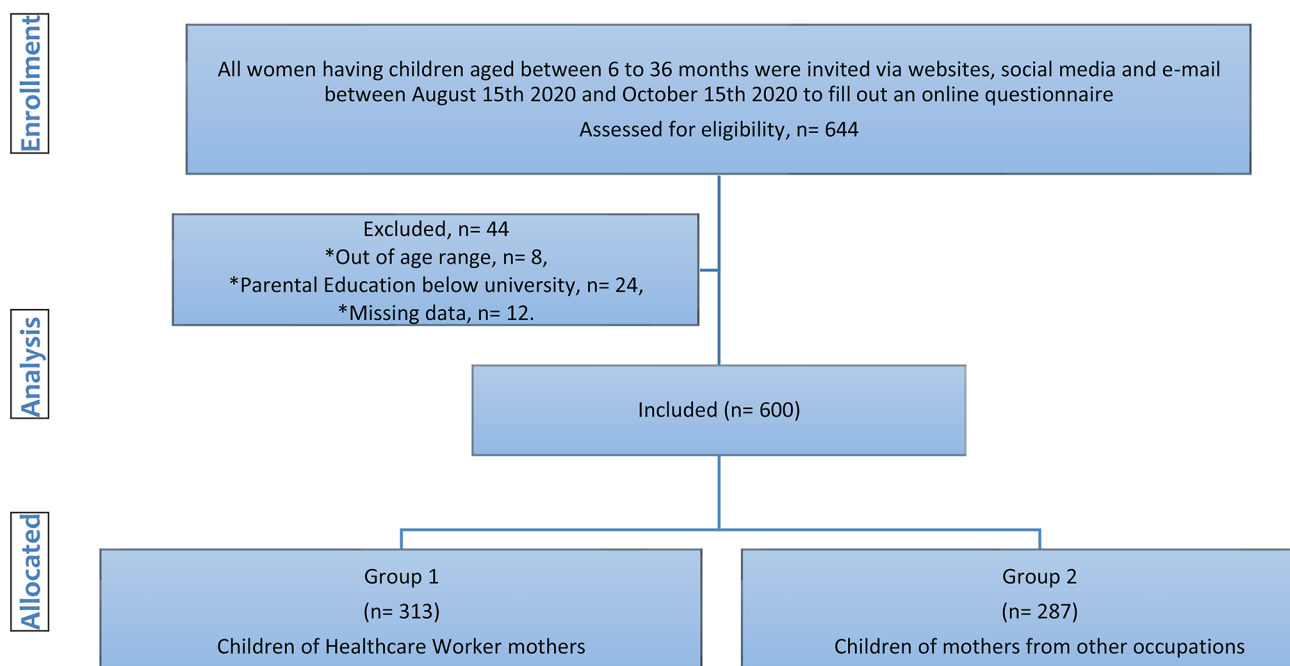 Enrollment
All women having children aged between 6 to 36 months were invited via websites, social media and e-mail
between August 15th 2020 and October 15th 2020 to fill out an online questionnaire
Assessed for eligibility, n= 644
Excluded, n= 44
*Out of age range, n= 8,
*Parental Education below university, n= 24,
*Missing data, n= 12.
Analysis
Included (n= 600)
Allocated
Group 1
(n= 313)
Children of Healthcare Worker mothers
Group 2
(n= 287)
Children of mothers from other occupations